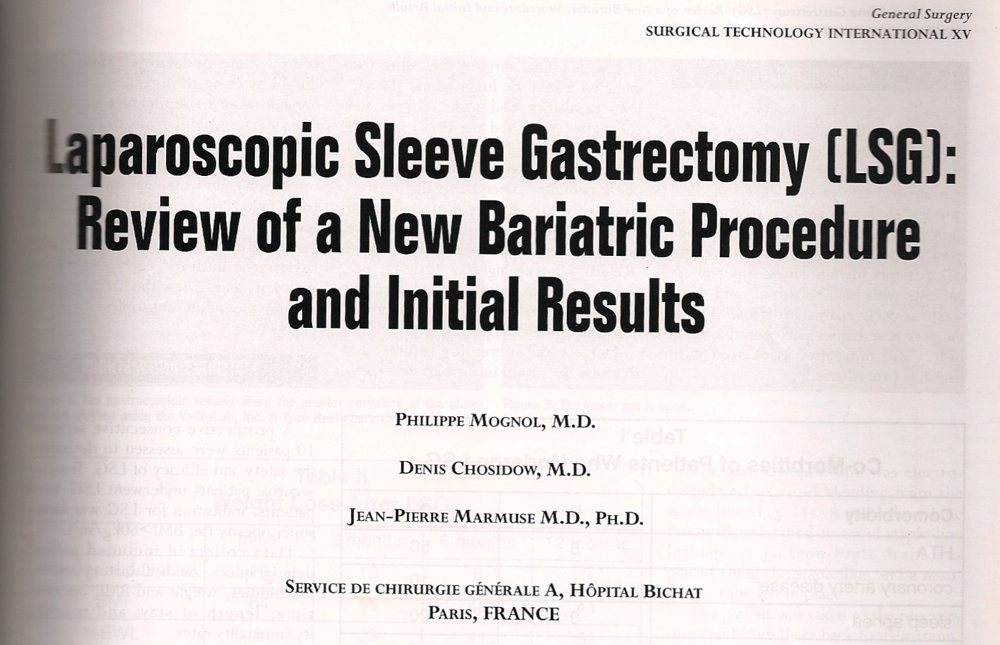 General Surgery
SURGICAL TECHNOLOGY INTERNATIONAL XV
Laparoscopic Sleeve Gastrectomy (LSG):
Review of a New Bariatric Procedure
and Initial Results
PHILIPPE MOGNOL, M.D.
DENIS CHOSIDOW, M.D.
JEAN-PIERRE MARMUSE M.D., PH.D.
SERVICE DE CHIRURGIE GÉNÉRALE A, HÔPITAL BICHAT
PARIS, FRANCE